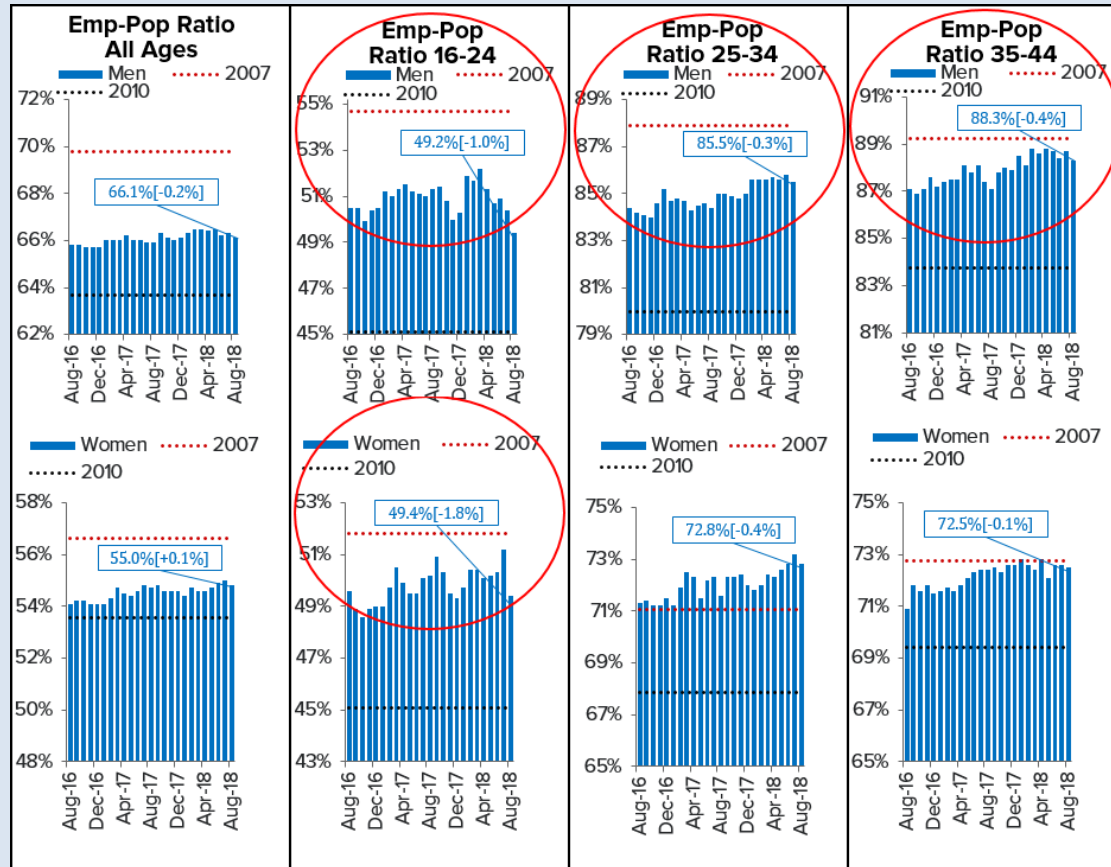 Emp-Pop Ratio
All Ages
Men 2007
2010
72%
70%
68%
66%
64%
62%
66.1%[-0.2%]
Aug-16
Dec-16
Apr-17
Aug-17
Dec-17
Apr-18
Aug-18
Emp-Pop
Ratio 16-24
Men 2007
2010
55%
53%
51%
49%
47%
45%
49.2%[-1.0%]
Aug-16
Dec-16
Apr-17
Aug-17
Dec-17
Apr-18
Aug-18
Emp-Pop
Ratio 25-34
Men 2007
2010
89%
87%
85%
83%
81%
79%
85.5%[-0.3%]
Aug-16
Dec-16
Apr-17
Aug-17
Dec-17
Apr-18
Aug-18
Emp-Pop
Ratio 35-44
Men 2007
2010
91%
89%
87%
85%
83%
81%
88.3%[-0.4%]
Aug-16
Dec-16
Apr-17
Aug-17
Dec-17
Apr-18
Aug-18
Women 2007
2010
58%
56%
54%
52%
50%
48%
55.0%[+0.1%]
Aug-16
Dec-16
Apr-17
Aug-17
Dec-17
Apr-18
Aug-18
Women 2007
2010
53%
51%
49%
47%
45%
43%
49.4%[-1.8%]
Aug-16
Dec-16
Apr-17
Aug-17
Dec-17
Apr-18
Aug-18
Women 2007
2010
75%
73%
71%
69%
67%
65%
72.8%[-0.4%]
Aug-16
Dec-16
Apr-17
Aug-17
Dec-17
Apr-18
Aug-18
Women 2007
2010
75%
73%
71%
69%
67%
65%
72.5%[-0.1%]
Aug-16
Dec-16
Apr-17
Aug-17
Dec-17
Apr-18
Aug-18